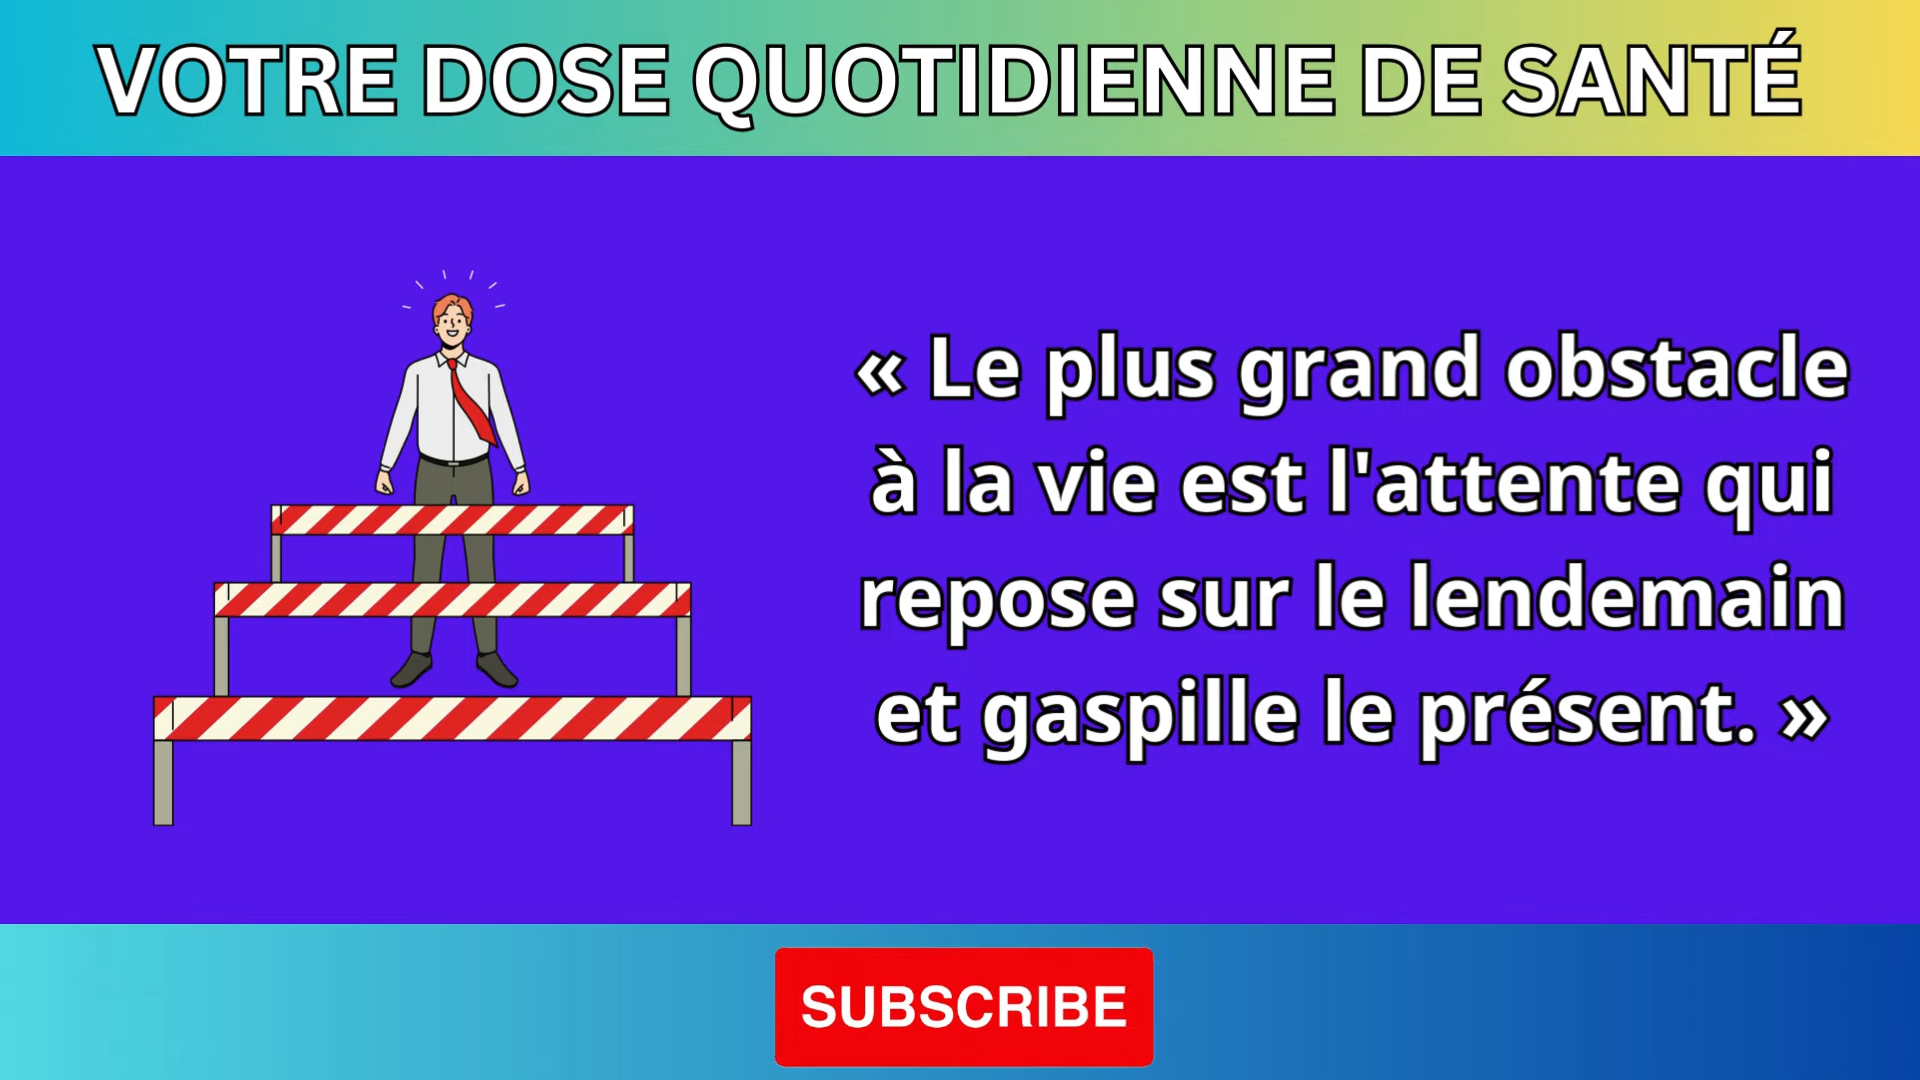 VOTRE DOSE QUOTIDIENNE DE SANTÉ
« Le plus grand obstacle
à la vie est l'attente qui
repose sur le lendemain
et gaspille le présent. »
SUBSCRIBE